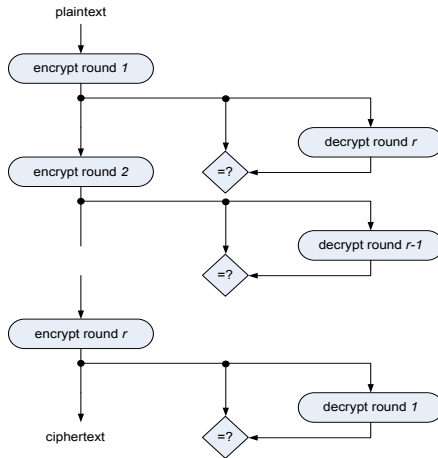 plaintext
encrypt round 1
decrypt round r
=?
encrypt round 2
decrypt round r-1
=?
encrypt round r
decrypt round 1
=?
ciphertext